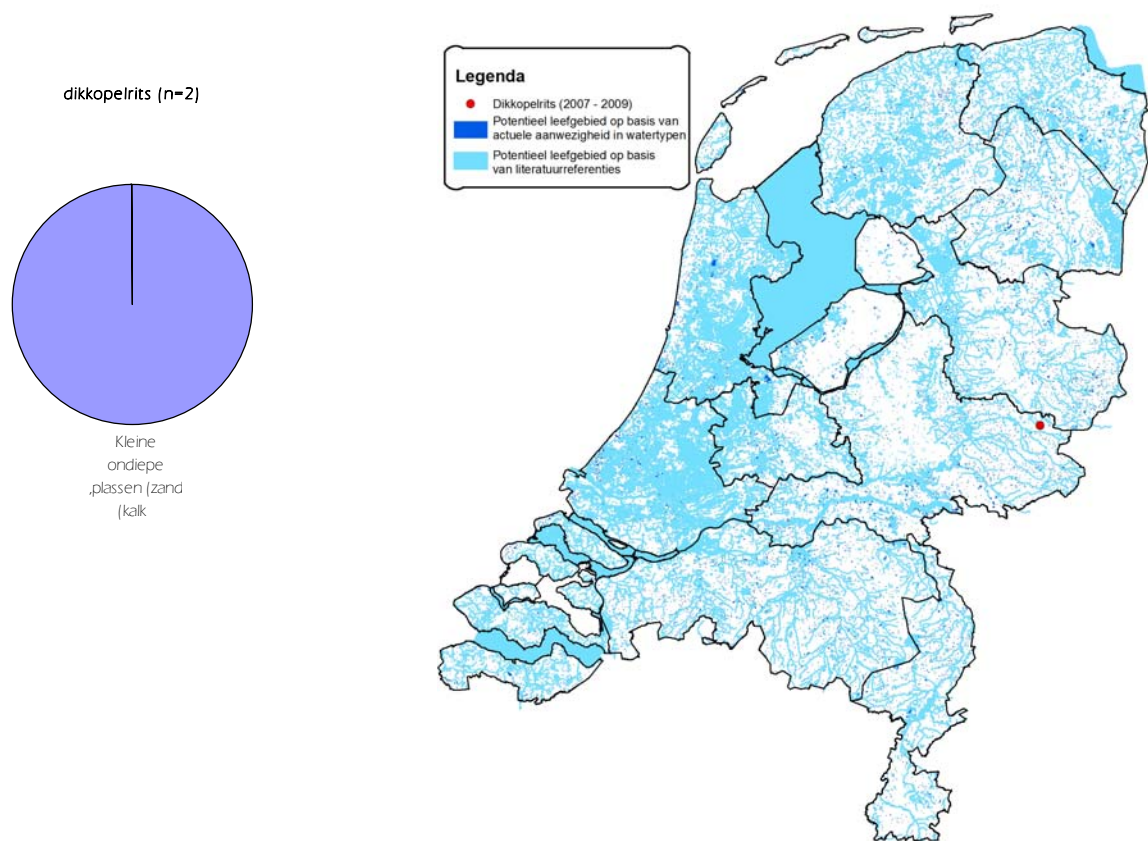 dikkopelrits (n=2)
Kleine
ondiepe
,plassen (zand
(kalk
Legenda
Dikkopelrits (2007 - 2009)
Potentieel leefgebied op basis van
actuele aanwezigheid in watertypen
Potentieel leefgebied op basis
van literatuurreferenties